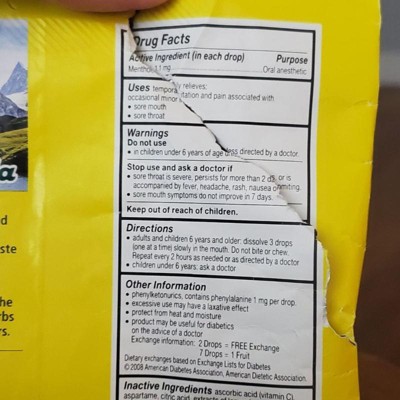 Drug Facts
Active Ingredient (in each drop) Purpose
Menthol 1.1 mg Oral anesthetic
Uses relieves:
occasional minor and pain associated with
• sore mouth
• sore throat
Warnings
Do not use
• in children under 6 years of age directed by a doctor
Stop use and ask a doctor if
• sore throat is severe, persists for more than 2 or is
accompanied by fever, headache, rash, nausea
• sore mouth symptoms do not improve in 7 days.
Keep out of reach of children.
Directions
• adults and children 6 years and older: dissolve 3 drops
(one at a time) slowly in the mouth. Do not bite or chew.
Repeat every 2 hours as needed or as directed by a doctor
• children under 6 years: ask a doctor
Other Information
• phenylketonurics, contains phenylalanine 1 mg per drop.
• excessive use may have a laxative effect
• protect from heat and moisture
• product may be useful for diabetics
on the advice of a doctor
Exchange information: 2 Drops = FREE Exchange
7 Drops = 1 Fruit
Dietary exchanges based on Exchange Lists for Diabetes
©2008 American Diabetes Association, American Dietetic Association.
Inactive Ingredients ascorbic acid (vitamin C),
aspartame, citric acid,
a
d
ste
he
rbs
rs.